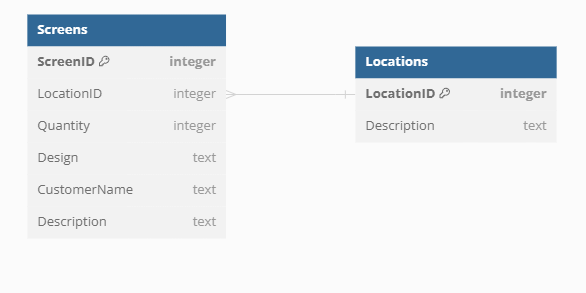 Screens
ScreenID integer
LocationID integer
Quantity integer
Design text
CustomerName text
Description text
Locations
LocationID integer
Description text